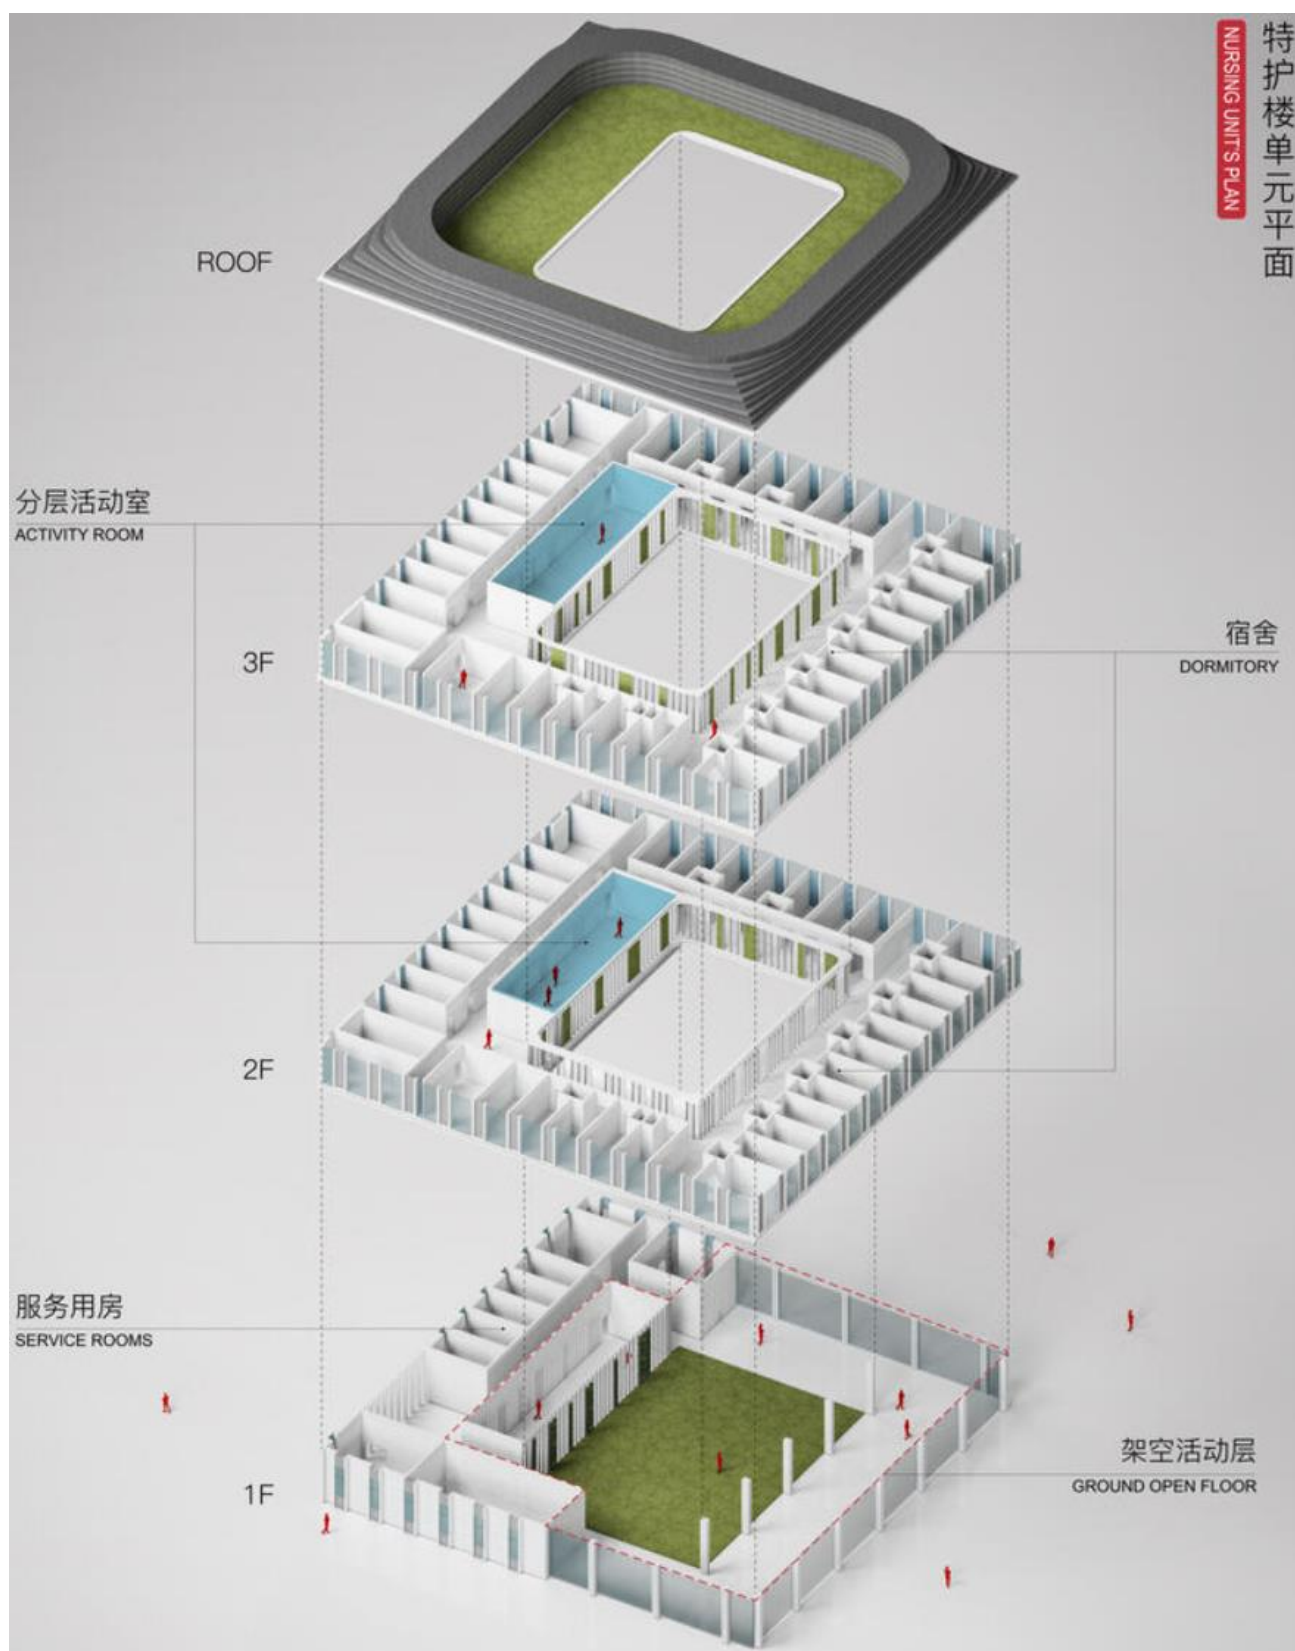 特护楼单元平面
NURSING UNIT'S PLAN
ROOF
分层活动室
ACTIVITY ROOM
宿舍
DORMITORY
3F
2F
服务用房
SERVICE ROOMS
架空活动层
GROUND OPEN FLOOR
1F